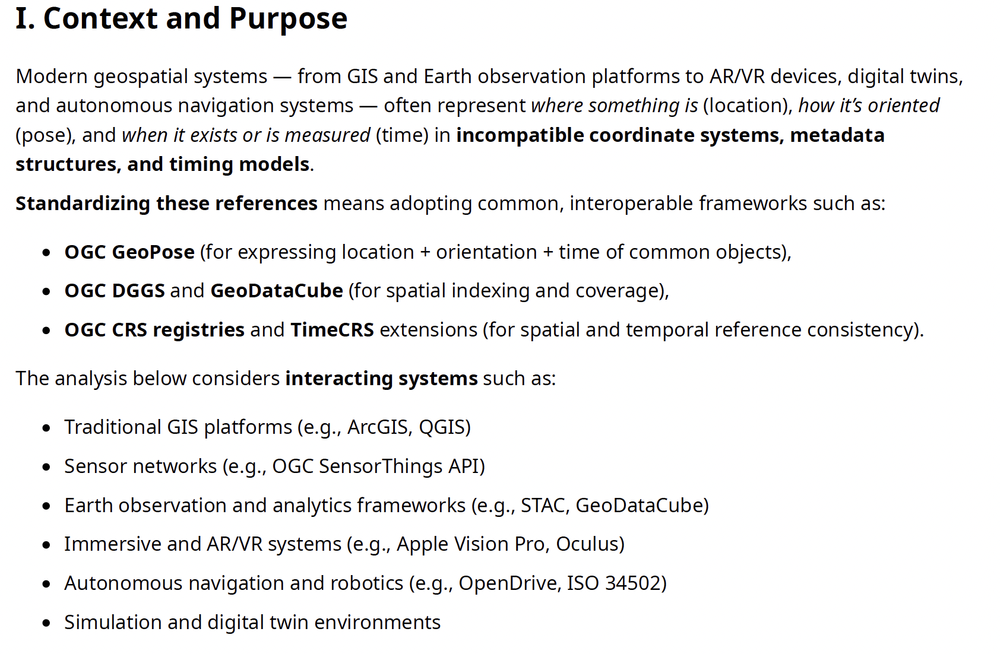 I. Context and Purpose
Modern geospatial systems — from GIS and Earth observation platforms to AR/VR devices, digital twins,
and autonomous navigation systems — often represent where something is (location), how it’s oriented
(pose), and when it exists or is measured (time) in incompatible coordinate systems, metadata
structures, and timing models.
Standardizing these references means adopting common, interoperable frameworks such as:
• OGC GeoPose (for expressing location + orientation + time of common objects),
• OGC DGGS and GeoDataCube (for spatial indexing and coverage),
• OGC CRS registries and TimeCRS extensions (for spatial and temporal reference consistency).
The analysis below considers interacting systems such as:
• Traditional GIS platforms (e.g., ArcGIS, QGIS)
• Sensor networks (e.g., OGC SensorThings API)
• Earth observation and analytics frameworks (e.g., STAC, GeoDataCube)
• Immersive and AR/VR systems (e.g., Apple Vision Pro, Oculus)
• Autonomous navigation and robotics (e.g., OpenDrive, ISO 34502)
• Simulation and digital twin environments